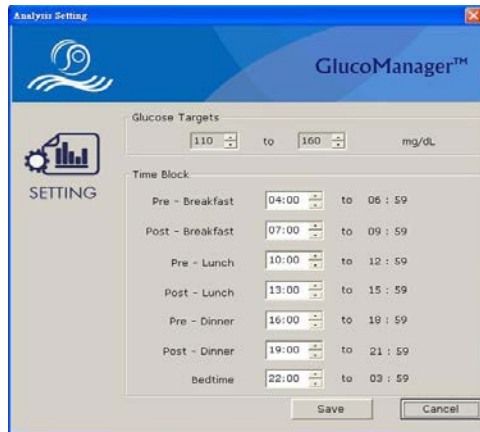 Analysis Setting
GlucoManager™
SETTING
Glucose Targets
110 to 160 mg/dL
Time Block
Pre - Breakfast 04:00 to 06 : 59
Post - Breakfast 07:00 to 09 : 59
Pre - Lunch 10:00 to 12 : 59
Post - Lunch 13:00 to 15 : 59
Pre - Dinner 16:00 to 18 : 59
Post - Dinner 19:00 to 21 : 59
Bedtime 22:00 to 03 : 59
Save Cancel